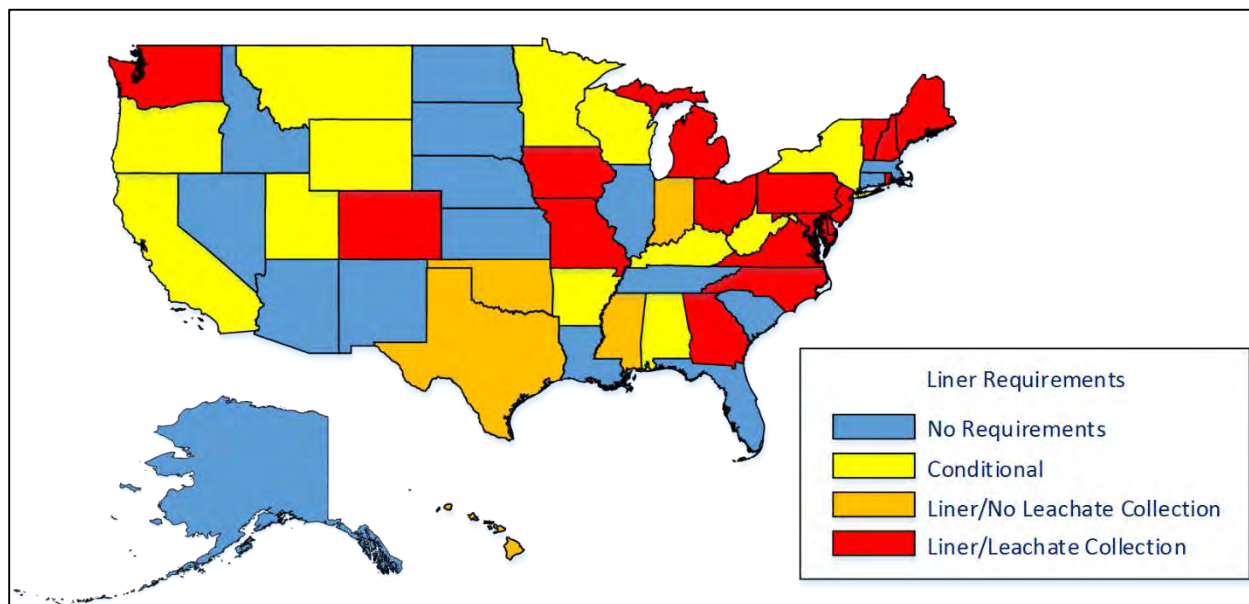 Liner Requirements
No Requirements
Conditional
Liner/No Leachate Collection
Liner/Leachate Collection